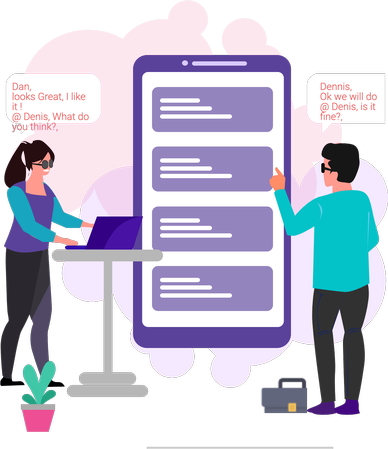 Dan,
looks Great, I like
it !
@ Denis, What do
you think?,
Dennis,
Ok we will do
@ Denis, is it
fine?,